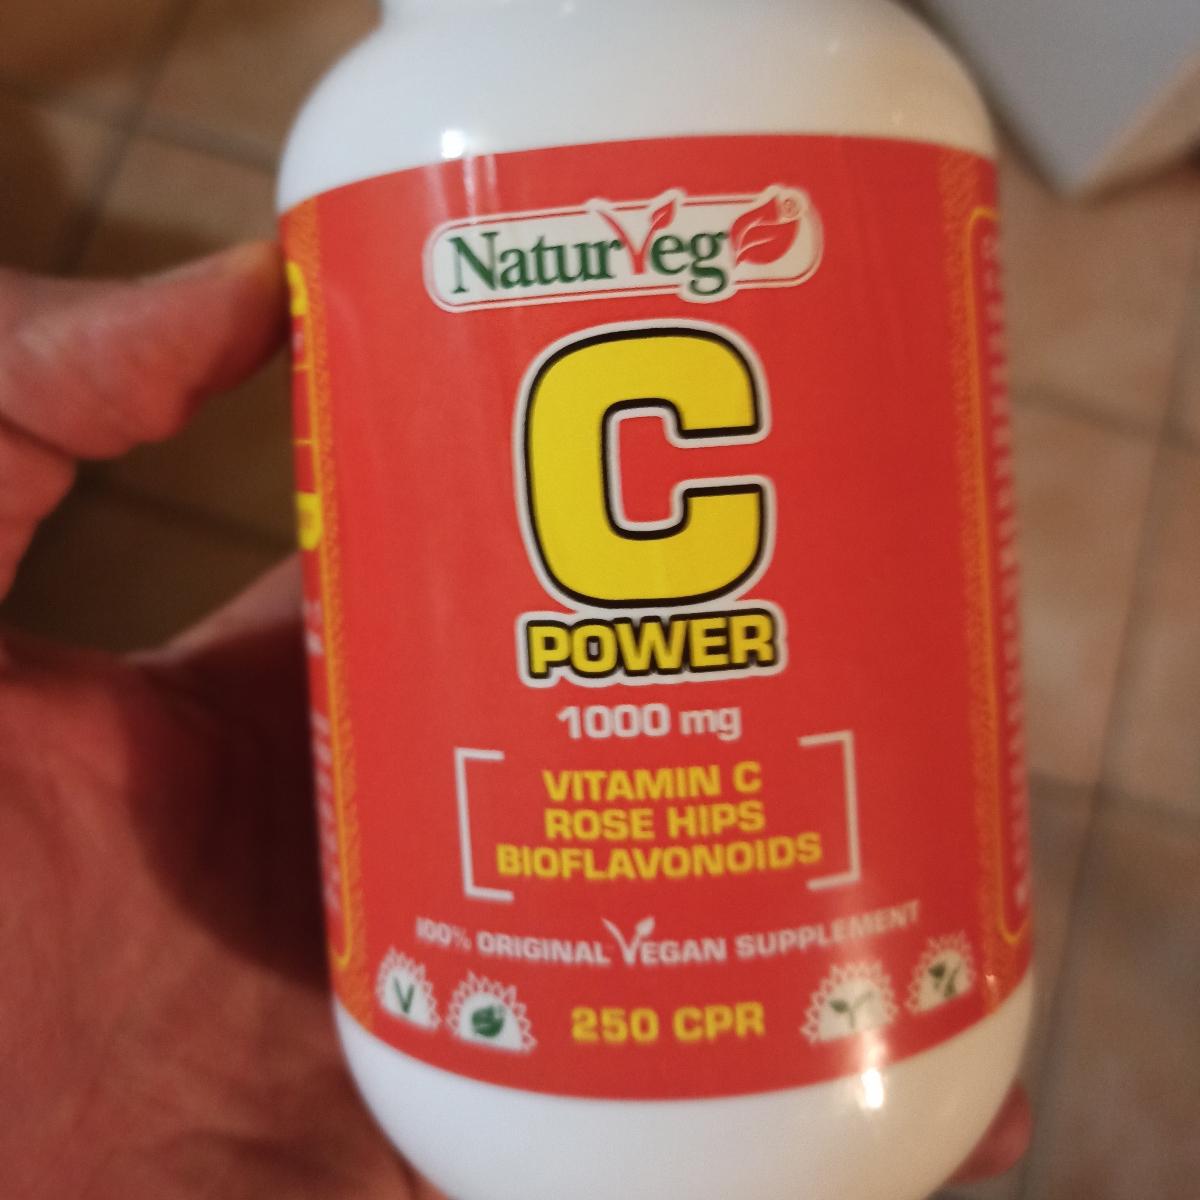 NaturVeg®
C
POWER
1000 mg
VITAMIN C
ROSE HIPS
BIOFLAVONOIDS
100% ORIGINAL VEGAN SUPPLEMENT
V
250 CPR